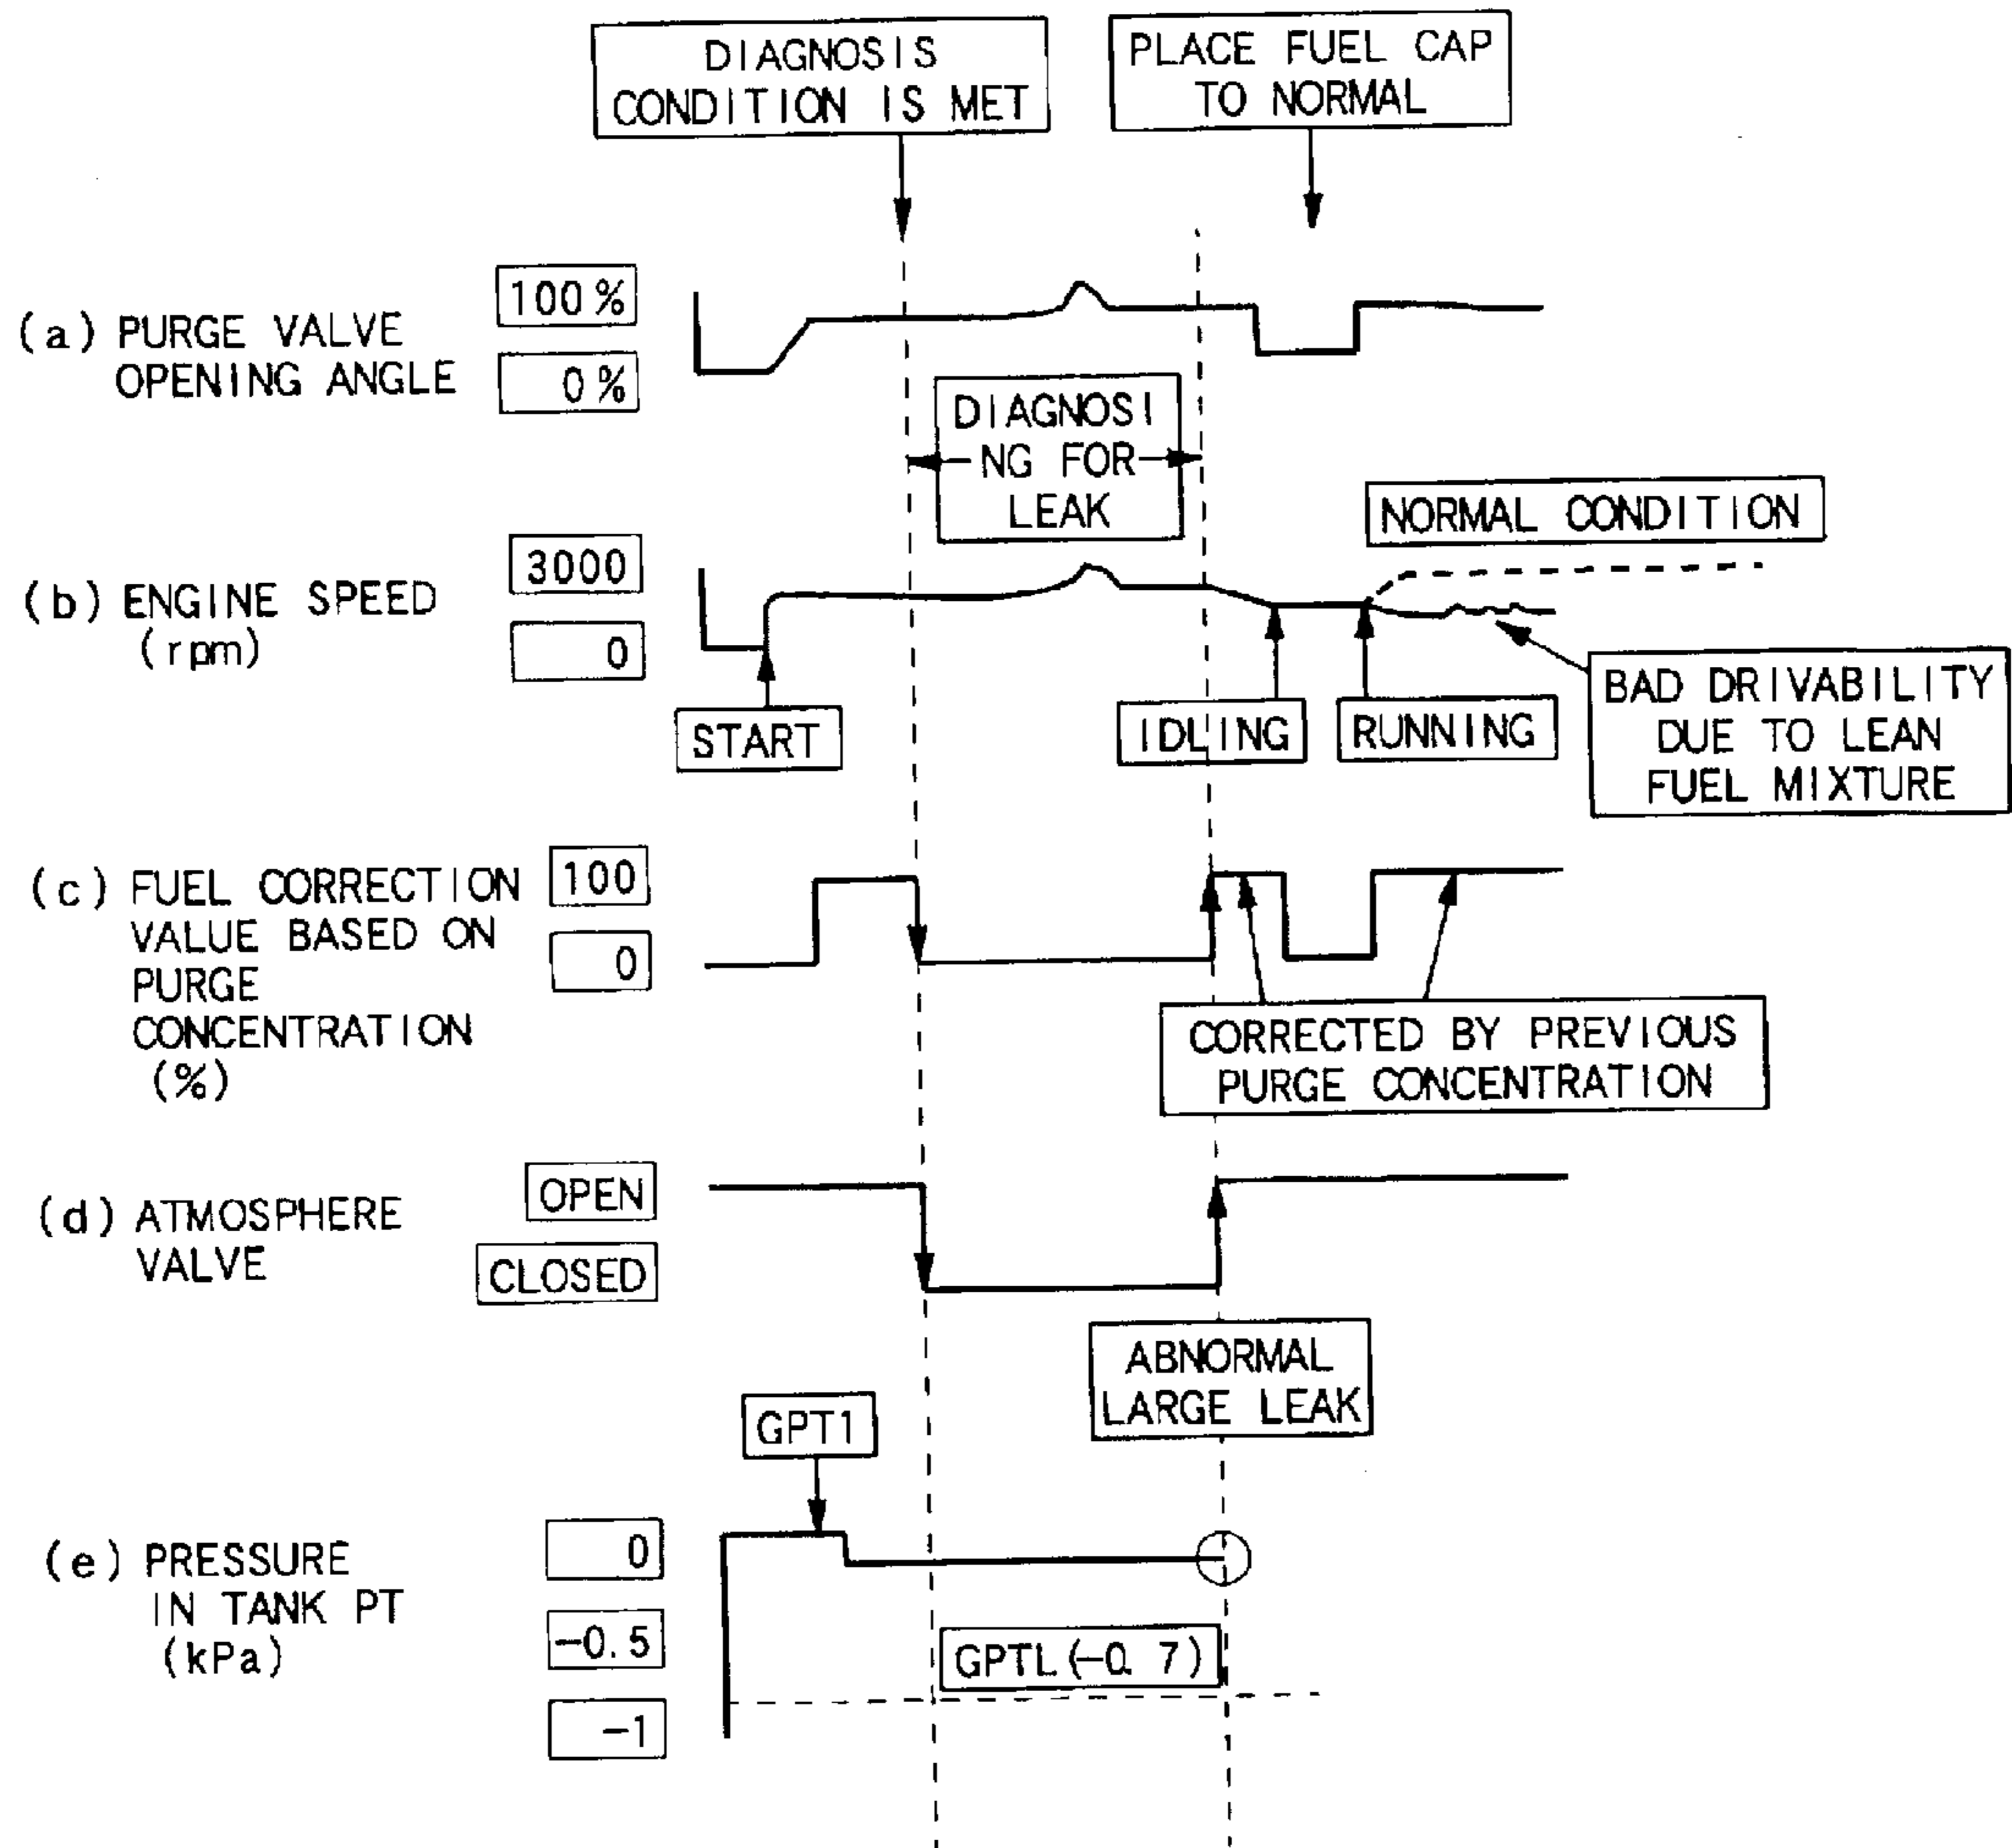 DIAGNOSIS
CONDITION IS MET
PLACE FUEL CAP
TO NORMAL
(a) PURGE VALVE
OPENING ANGLE
100%
0%
DIAGNOSI
NG FOR
LEAK
NORMAL CONDITION
(b) ENGINE SPEED
(rpm)
3000
0
START
IDLING
RUNNING
BAD DRIVABILITY
DUE TO LEAN
FUEL MIXTURE
(c) FUEL CORRECTION
VALUE BASED ON
PURGE
CONCENTRATION
(%)
100
0
CORRECTED BY PREVIOUS
PURGE CONCENTRATION
(d) ATMOSPHERE
VALVE
OPEN
CLOSED
ABNORMAL
LARGE LEAK
GPT1
(e) PRESSURE
IN TANK PT
(kPa)
0
-0.5
-1
GPTL(-0.7)